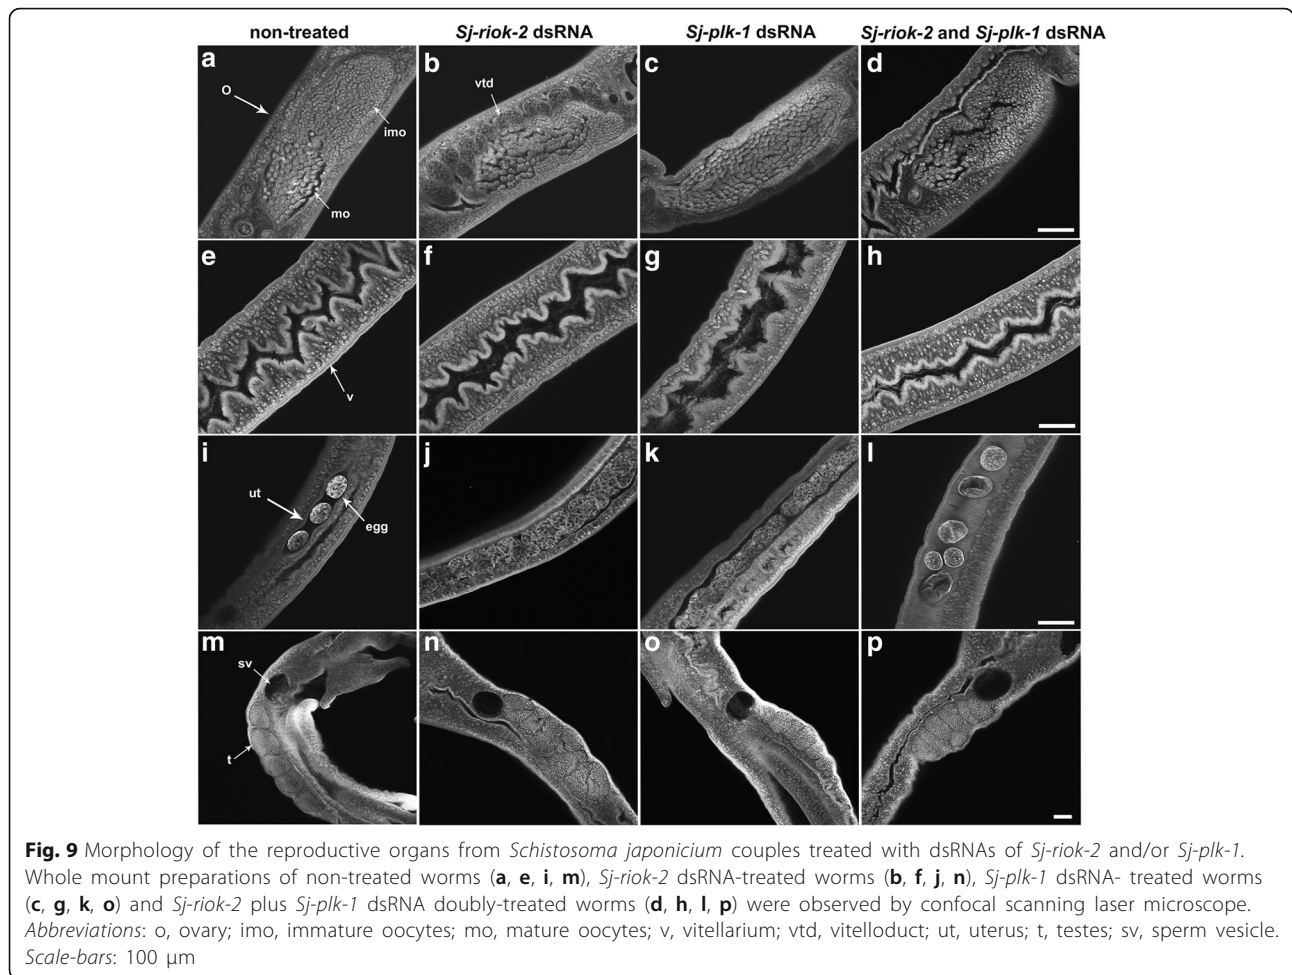 non-treated
Sj-riok-2 dsRNA
Sj-plk-1 dsRNA
Sj-riok-2 and Sj-plk-1 dsRNA
a
O
imo
mo
b
vtd
c
d
e
v
f
g
h
i
ut
egg
j
k
l
m
sv
t
n
o
p
Fig. 9 Morphology of the reproductive organs from Schistosoma japonicium couples treated with dsRNAs of Sj-riok-2 and/or Sj-plk-1.
Whole mount preparations of non-treated worms (a, e, i, m), Sj-riok-2 dsRNA-treated worms (b, f, j, n), Sj-plk-1 dsRNA- treated worms
(c, g, k, o) and Sj-riok-2 plus Sj-plk-1 dsRNA doubly-treated worms (d, h, l, p) were observed by confocal scanning laser microscope.
Abbreviations: o, ovary; imo, immature oocytes; mo, mature oocytes; v, vitellarium; vtd, vitelloduct; ut, uterus; t, testes; sv, sperm vesicle.
Scale-bars: 100 μm